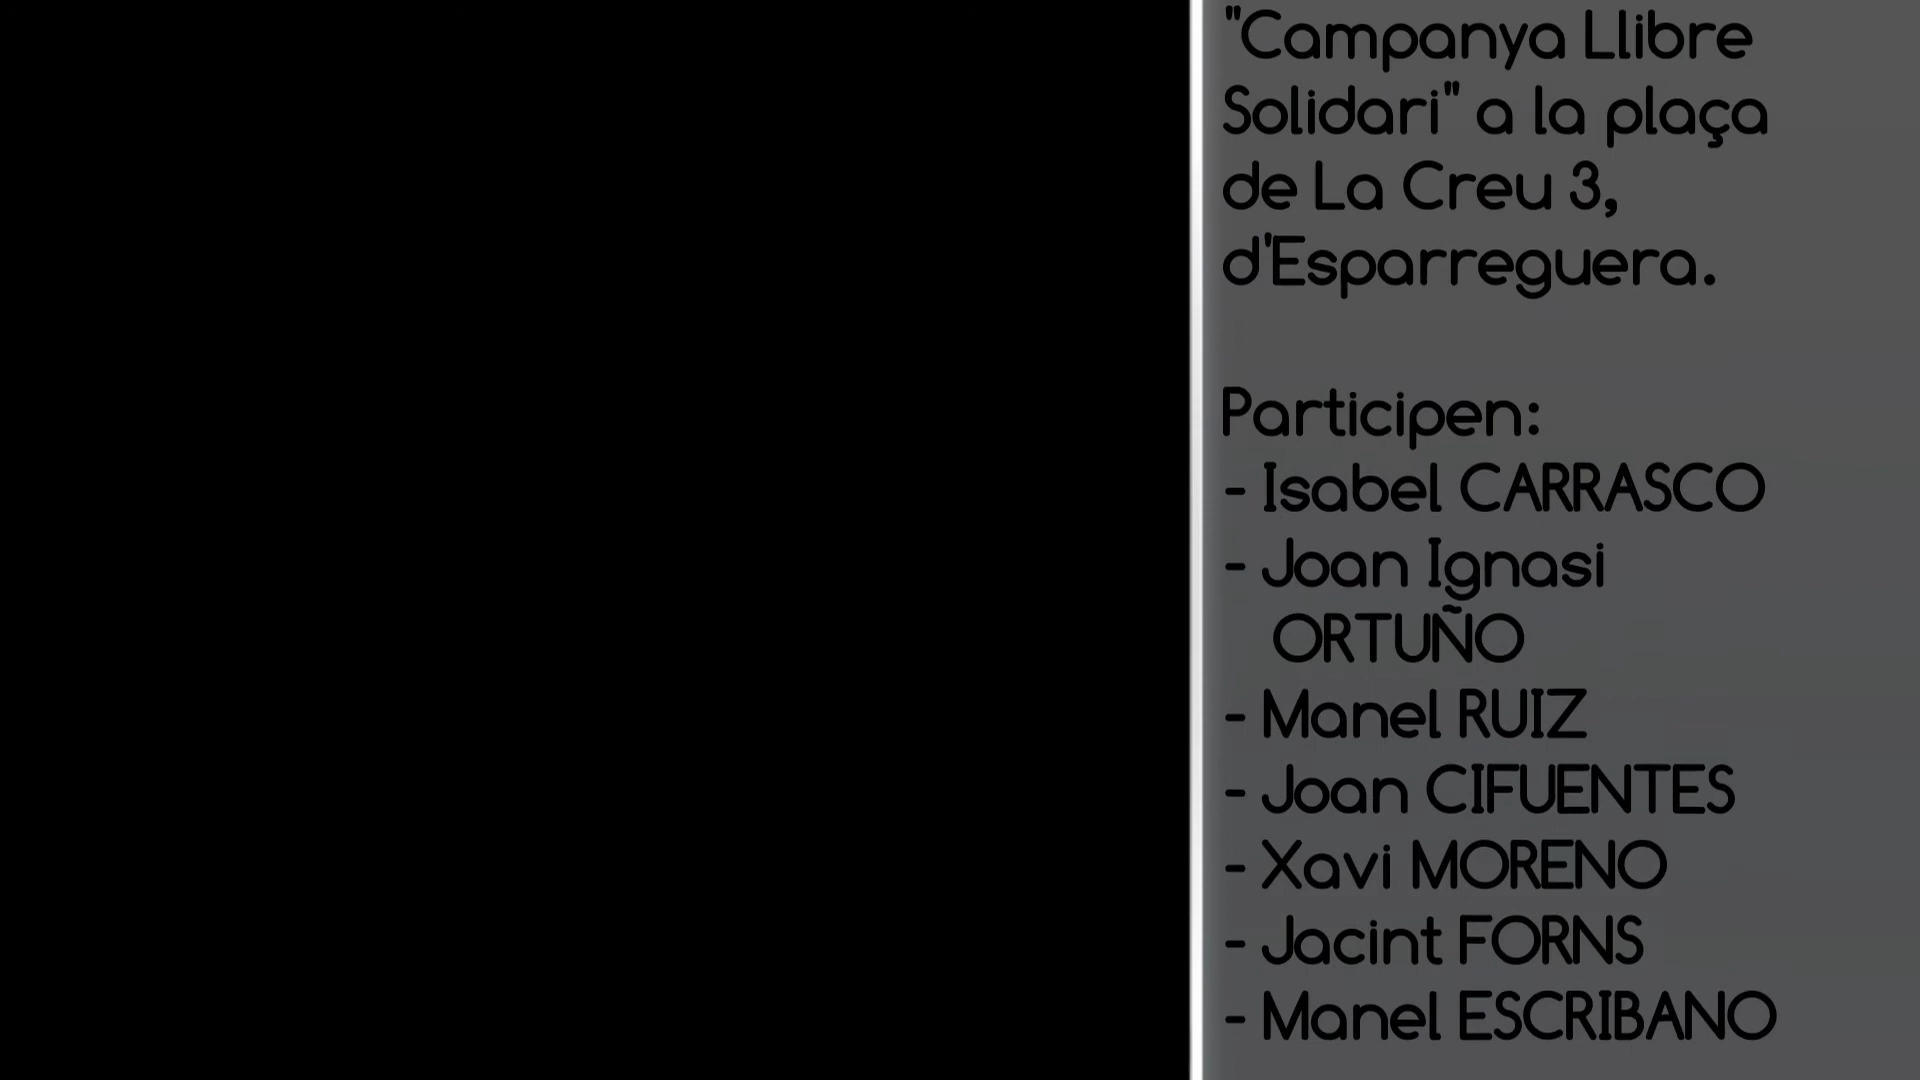 "Campanya Llibre
Solidari" a la plaça
de La Creu 3,
d'Esparreguera.
Participen:
- Isabel CARRASCO
- Joan Ignasi
ORTUÑO
- Manel RUIZ
- Joan CIFUENTES
- Xavi MORENO
- Jacint FORNS
- Manel ESCRIBANO